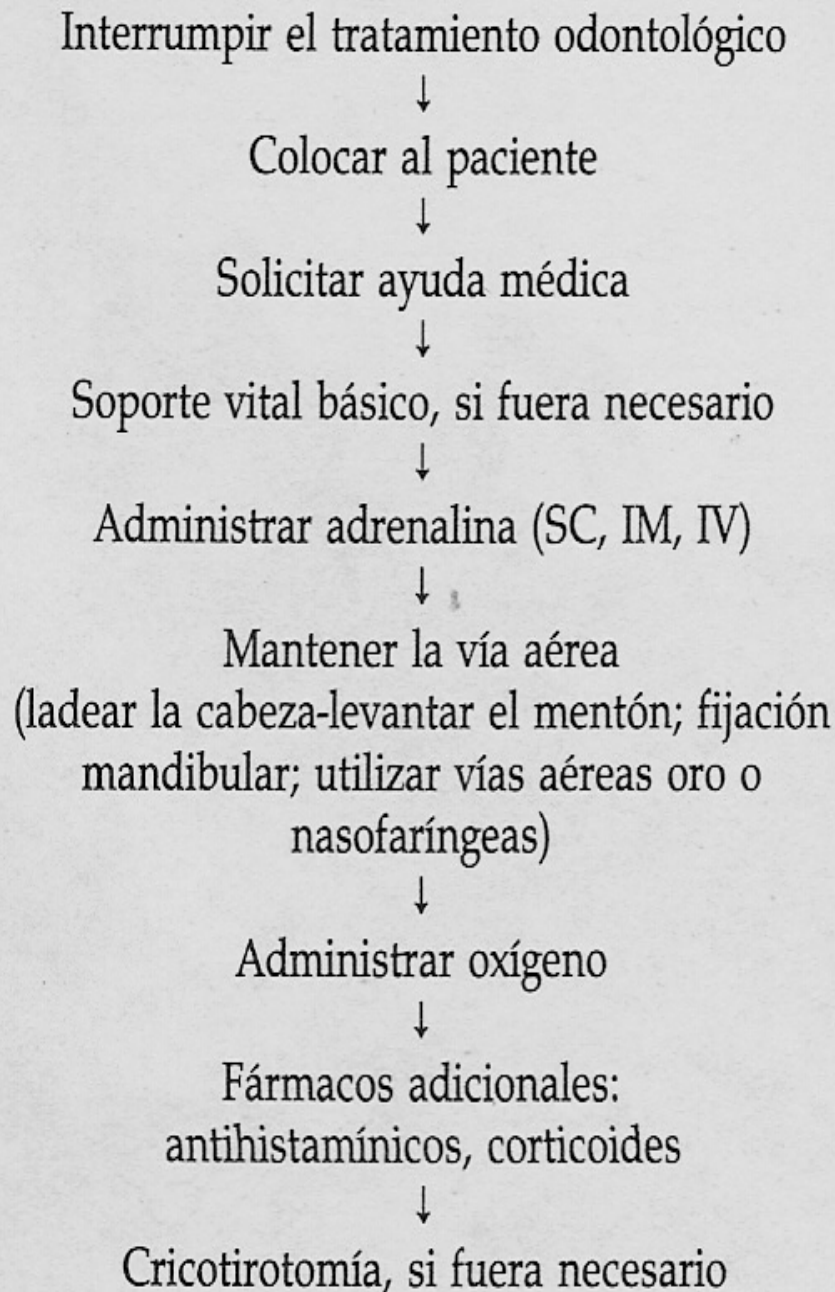 Interrumpir el tratamiento odontológico
↓
Colocar al paciente
↓
Solicitar ayuda médica
↓
Soporte vital básico, si fuera necesario
↓
Administrar adrenalina (SC, IM, IV)
↓
Mantener la vía aérea
(ladear la cabeza-levantar el mentón; fijación
mandibular; utilizar vías aéreas oro o
nasofaríngeas)
↓
Administrar oxígeno
↓
Fármacos adicionales:
antihistamínicos, corticoides
↓
Cricotirotomía, si fuera necesario